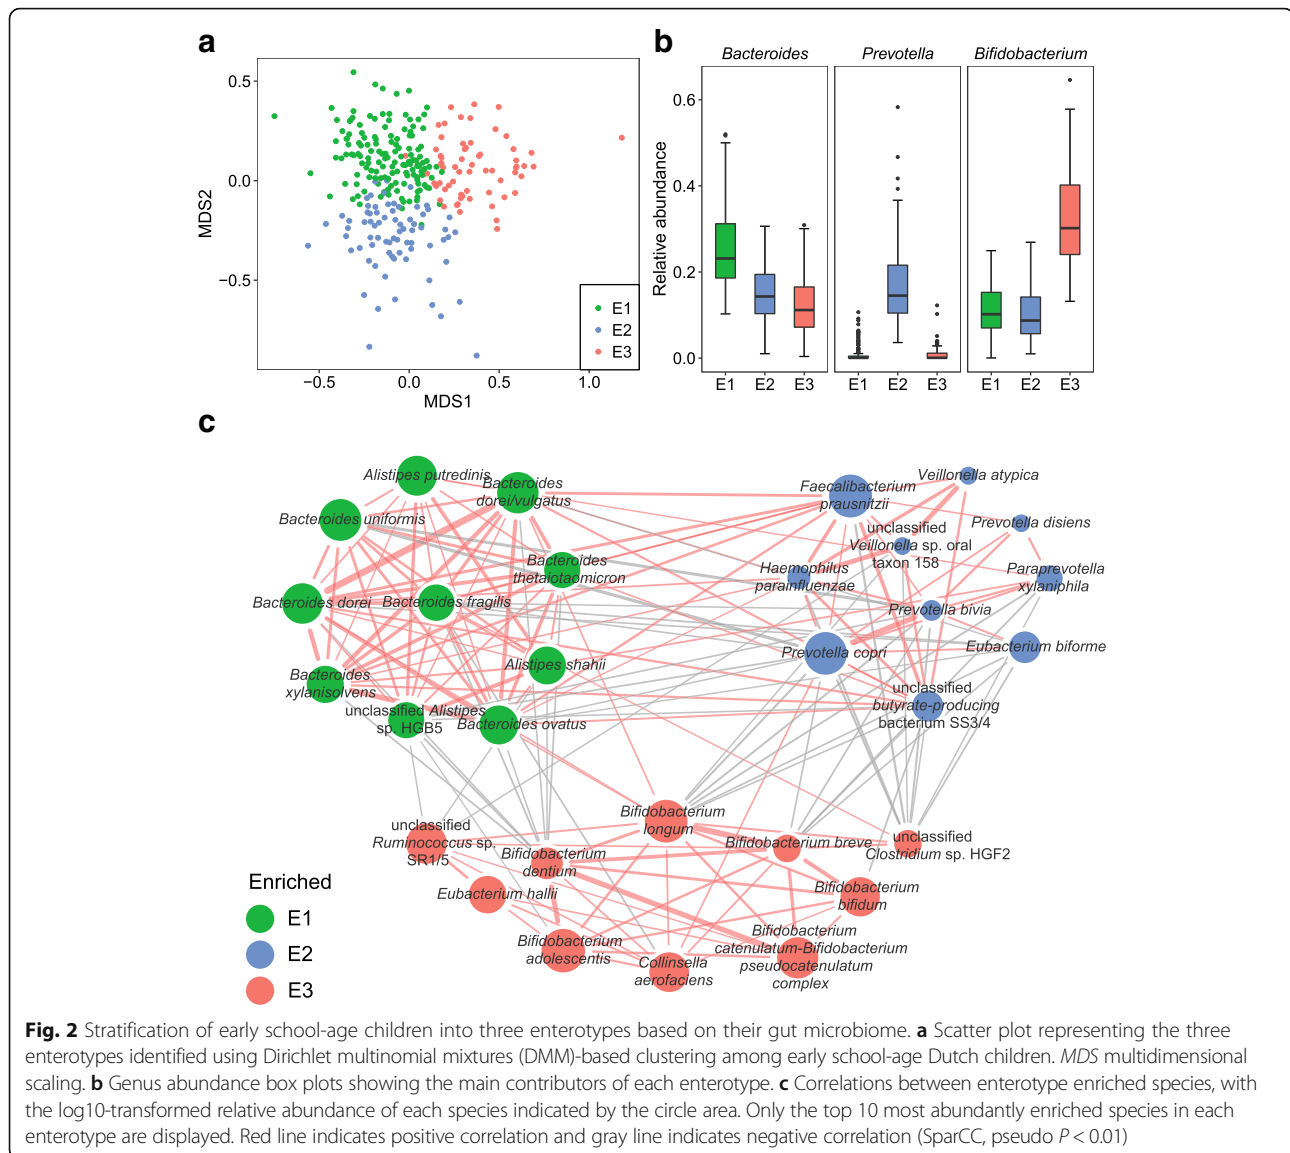 a
0.5
0.0
−0.5
MDS2
−0.5
0.0
0.5
1.0
MDS1
E1
E2
E3
b
Bacteroides
Prevotella
Bifidobacterium
Relative abundance
0.6
0.4
0.2
0.0
E1 E2 E3
E1 E2 E3
E1 E2 E3
c
Alistipes putredinis
Bacteroides
dorei/vulgatus
Bacteroides uniformis
Bacteroides
thetaiotaomicron
Bacteroides dorei
Bacteroides fragilis
Alistipes shahii
Bacteroides
xylanisolvens
unclassified Alistipes
sp. HGB5
Bacteroides ovatus
Faecalibacterium
prausnitzii
Veillonella atypica
unclassified
Veillonella sp. oral
taxon 158
Prevotella disiens
Haemophilus
parainfluenzae
Paraprevotella
xylaniphila
Prevotella bivia
Prevotella copri
Eubacterium biforme
unclassified
butyrate-producing
bacterium SS3/4
unclassified
Ruminococcus sp.
SR1/5
Bifidobacterium
longum
Bifidobacterium
dentium
Bifidobacterium breve
unclassified
Clostridium sp. HGF2
Eubacterium hallii
Bifidobacterium
bifidum
Bifidobacterium
adolescentis
Collinsella
aerofaciens
Bifidobacterium
catenulatum-Bifidobacterium
pseudocatenulatum
complex
Enriched
E1
E2
E3
Fig. 2 Stratification of early school-age children into three enterotypes based on their gut microbiome. a Scatter plot representing the three
enterotypes identified using Dirichlet multinomial mixtures (DMM)-based clustering among early school-age Dutch children. MDS multidimensional
scaling. b Genus abundance box plots showing the main contributors of each enterotype. c Correlations between enterotype enriched species, with
the log10-transformed relative abundance of each species indicated by the circle area. Only the top 10 most abundantly enriched species in each
enterotype are displayed. Red line indicates positive correlation and gray line indicates negative correlation (SparCC, pseudo P < 0.01)